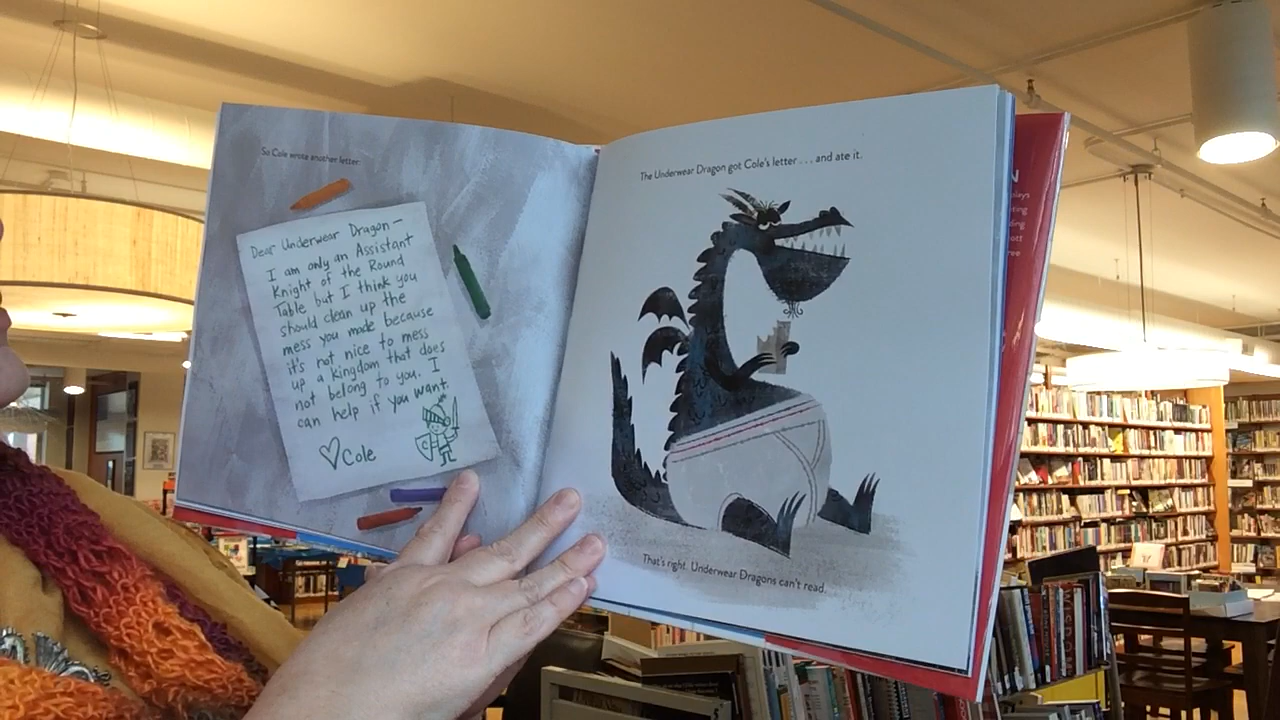 So Cole wrote another letter.
Dear Underwear Dragon —
I am only an Assistant
Knight of the Round
Table but I think you
should clean up the
mess you made because
it's not nice to mess
up a kingdom that does
not belong to you. I
can help if you want.
Cole
The Underwear Dragon got Cole's letter . . . and ate it.
That's right. Underwear Dragons can't read.